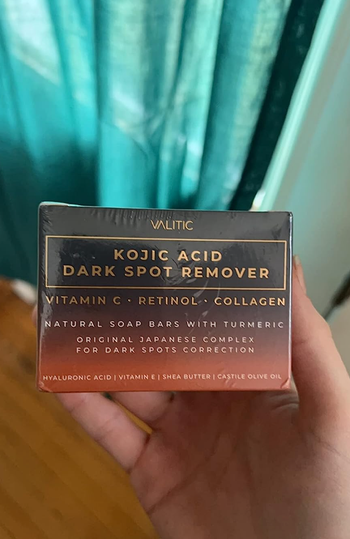 VALITIC
KOJIC ACID
DARK SPOT REMOVER
VITAMIN C • RETINOL • COLLAGEN
NATURAL SOAP BARS WITH TURMERIC
ORIGINAL JAPANESE COMPLEX
FOR DARK SPOTS CORRECTION
HYALURONIC ACID | VITAMIN E | SHEA BUTTER | CASTILE OLIVE OIL